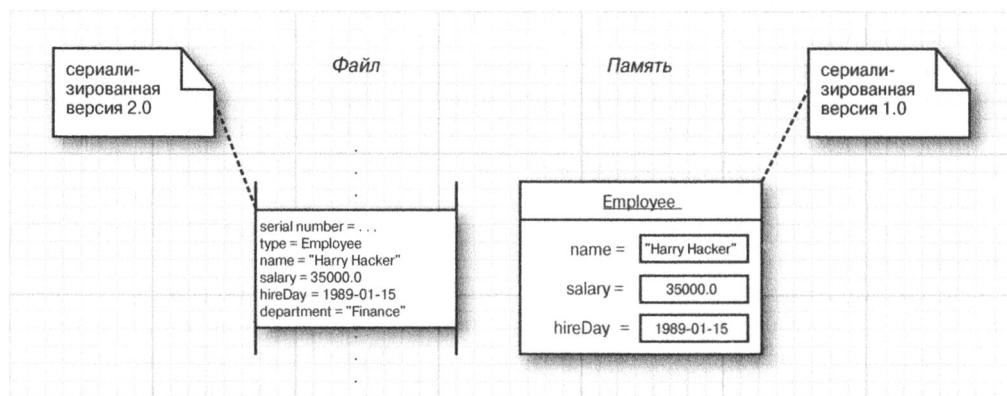 сериали-
зированная
версия 2.0
Файл
Память
сериали-
зированная
версия 1.0
serial number = . . .
type = Employee
name = "Harry Hacker"
salary = 35000.0
hireDay = 1989-01-15
department = "Finance"
Employee
name = "Harry Hacker"
salary = 35000.0
hireDay = 1989-01-15